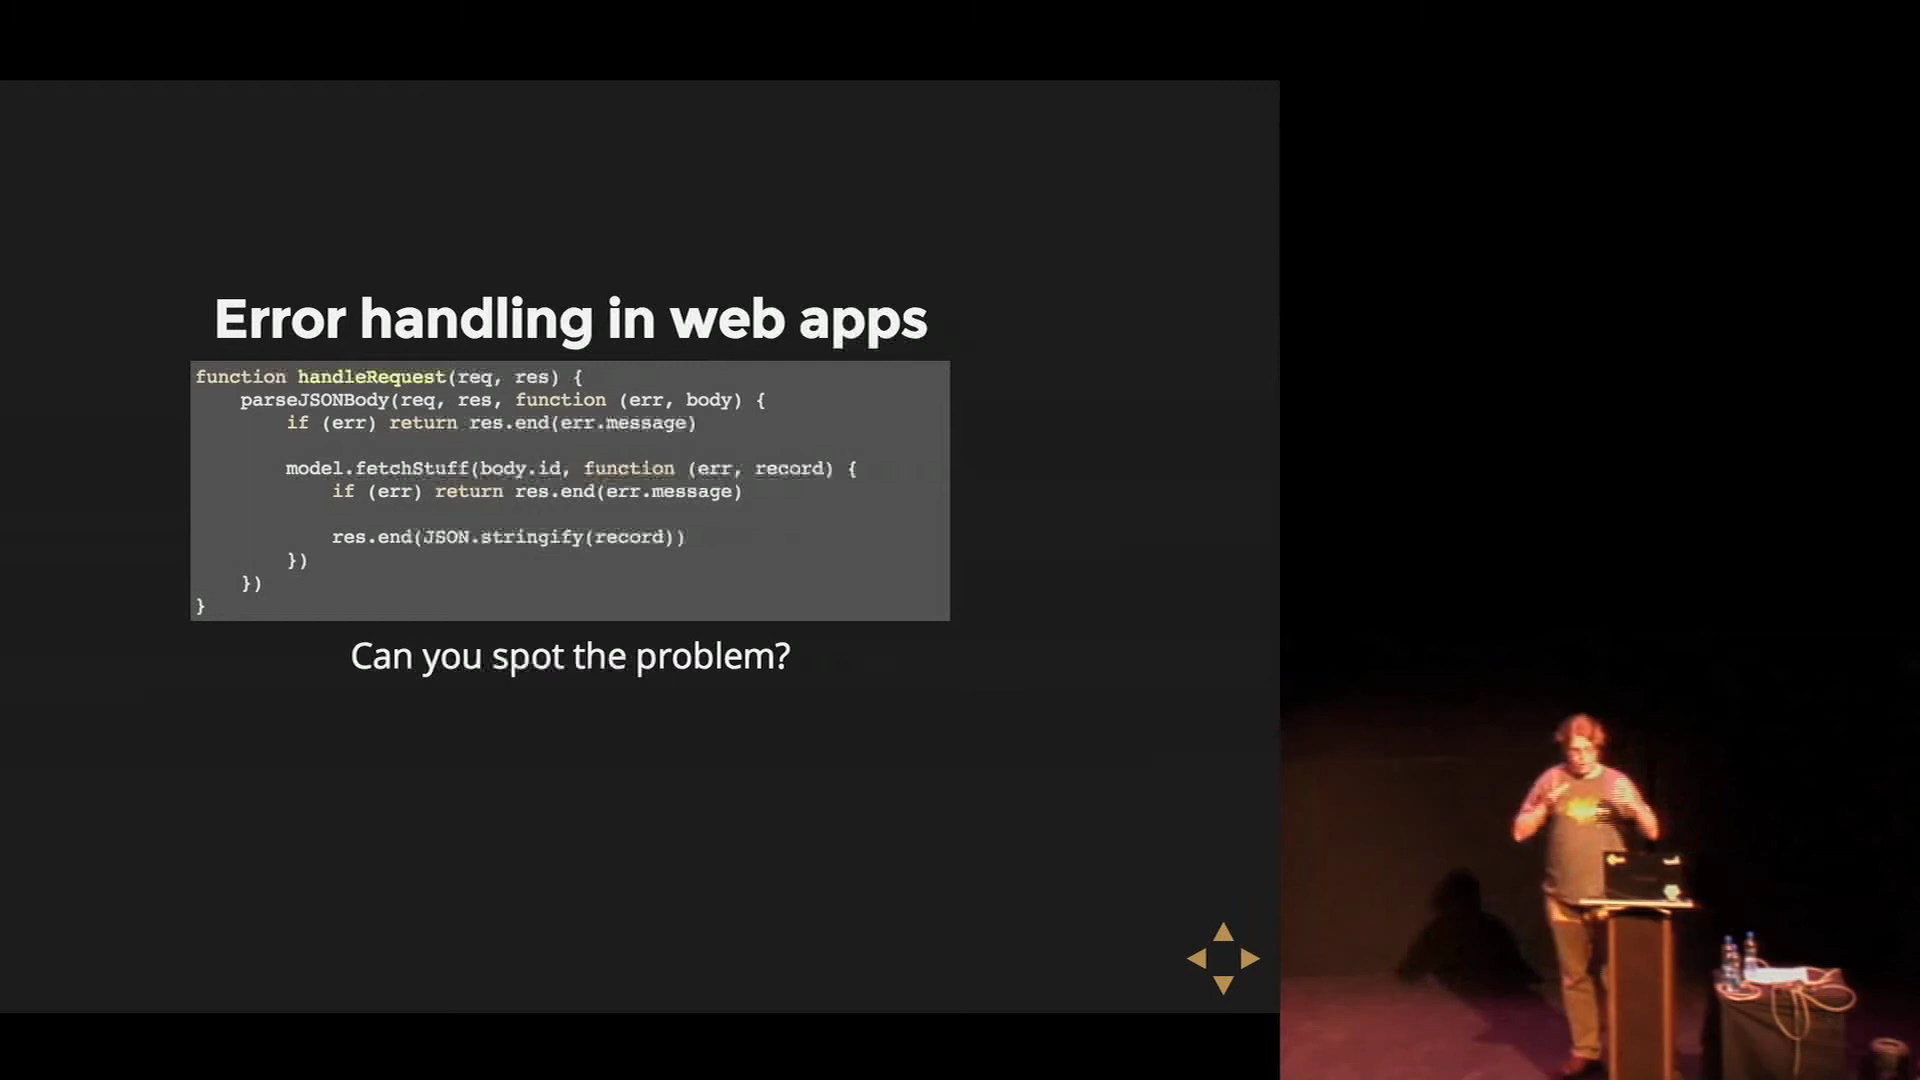 Error handling in web apps
function handleRequest(req, res) {
    parseJSONBody(req, res, function (err, body) {
        if (err) return res.end(err.message)
        model.fetchStuff(body.id, function (err, record) {
            if (err) return res.end(err.message)
            res.end(JSON.stringify(record))
        })
    })
}
Can you spot the problem?